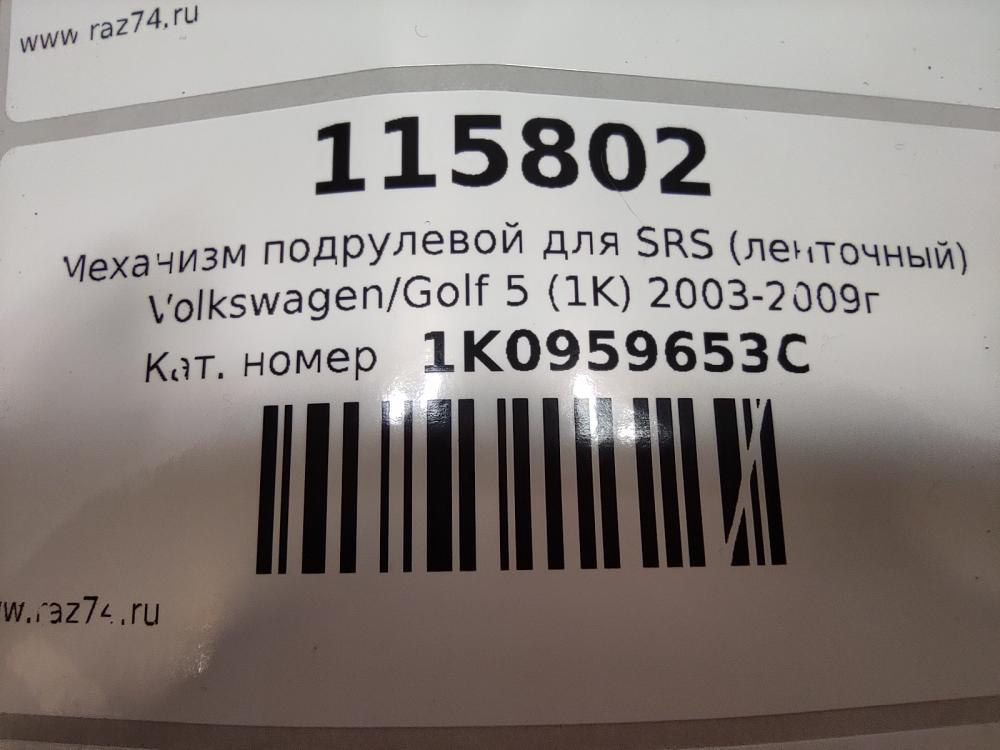 www raz74.ru
115802
Механизм подрулевой для SRS (ленточный)
Volkswagen/Golf 5 (1K) 2003-2009г
Кат. номер 1K0959653C
w.raz74.ru